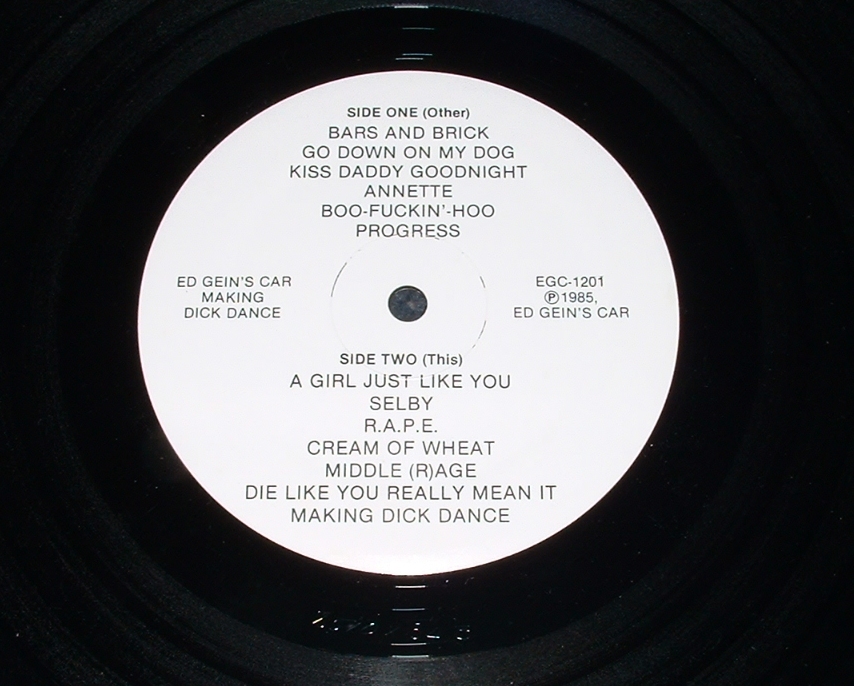 SIDE ONE (Other)
BARS AND BRICK
GO DOWN ON MY DOG
KISS DADDY GOODNIGHT
ANNETTE
BOO-FUCKIN'-HOO
PROGRESS
ED GEIN'S CAR
MAKING
DICK DANCE
EGC-1201
Ⓟ1985,
ED GEIN'S CAR
SIDE TWO (This)
A GIRL JUST LIKE YOU
SELBY
R.A.P.E.
CREAM OF WHEAT
MIDDLE (R)AGE
DIE LIKE YOU REALLY MEAN IT
MAKING DICK DANCE